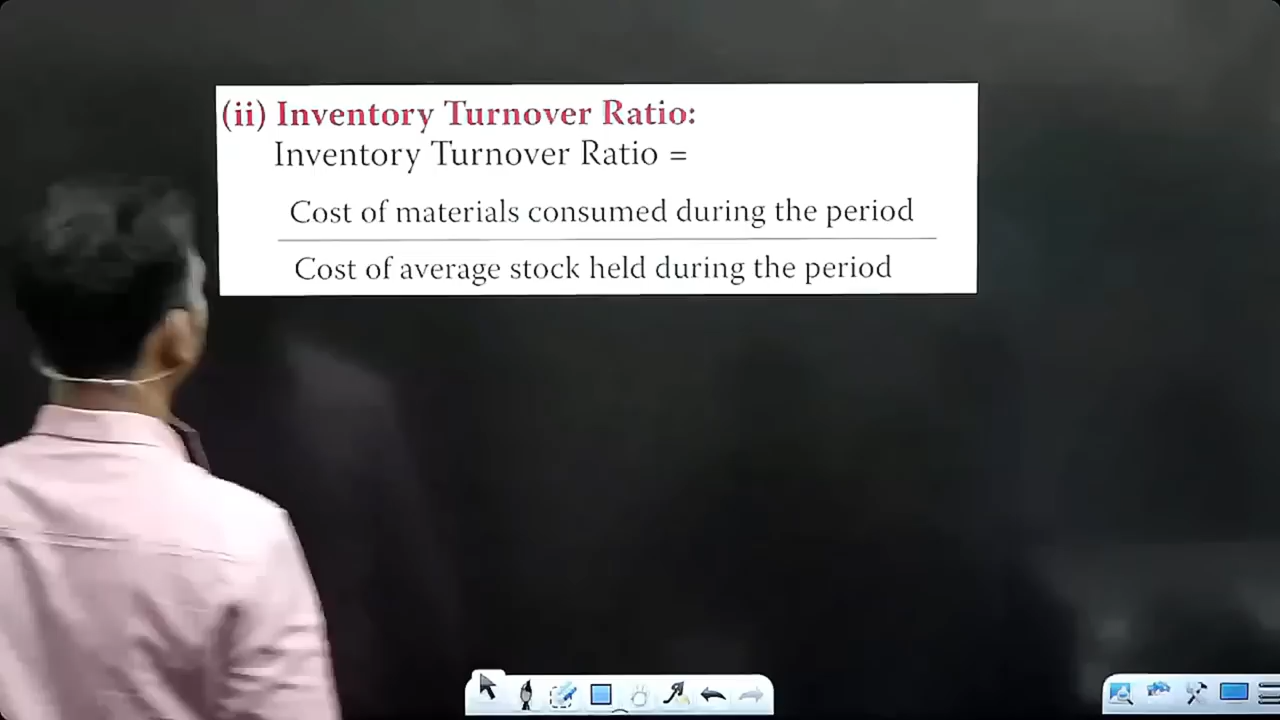 (ii) Inventory Turnover Ratio:
Inventory Turnover Ratio =
Cost of materials consumed during the period
Cost of average stock held during the period